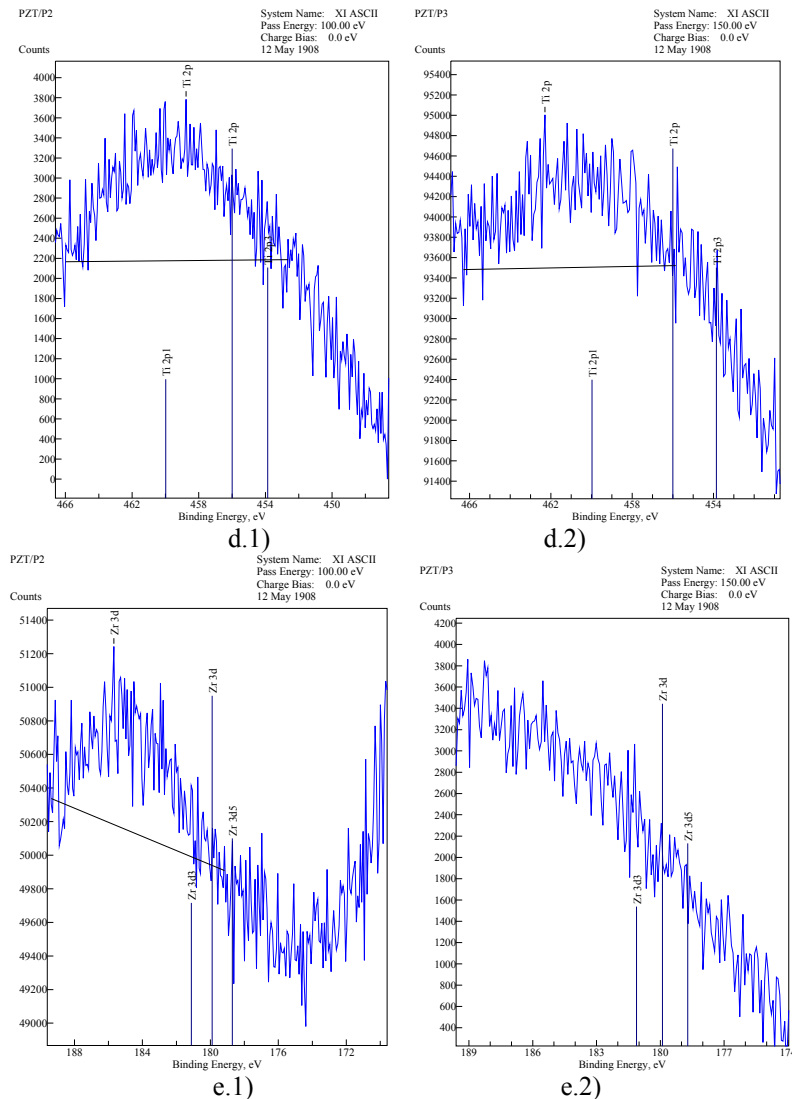 PZT/P2
System Name: XI ASCII
Pass Energy: 100.00 eV
Charge Bias: 0.0 eV
12 May 1908
Counts
4000
3800
3600
3400
3200
3000
2800
2600
2400
2200
2000
1800
1600
1400
1200
1000
800
600
400
200
0
Ti 2p
Ti 2p
Ti 2p3
Ti 2p1
466
462
458
454
450
Binding Energy, eV
d.1)
PZT/P3
System Name: XI ASCII
Pass Energy: 150.00 eV
Charge Bias: 0.0 eV
12 May 1908
Counts
95400
95200
95000
94800
94600
94400
94200
94000
93800
93600
93400
93200
93000
92800
92600
92400
92200
92000
91800
91600
91400
Ti 2p
Ti 2p
Ti 2p3
Ti 2p1
466
462
458
454
Binding Energy, eV
d.2)
PZT/P2
System Name: XI ASCII
Pass Energy: 100.00 eV
Charge Bias: 0.0 eV
12 May 1908
Counts
51400
51200
51000
50800
50600
50400
50200
50000
49800
49600
49400
49200
49000
Zr 3d
Zr 3d
Zr 3d5
Zr 3d3
188
184
180
176
172
Binding Energy, eV
e.1)
PZT/P3
System Name: XI ASCII
Pass Energy: 150.00 eV
Charge Bias: 0.0 eV
12 May 1908
Counts
4200
4000
3800
3600
3400
3200
3000
2800
2600
2400
2200
2000
1800
1600
1400
1200
1000
800
600
400
Zr 3d
Zr 3d5
Zr 3d3
189
186
183
180
177
174
Binding Energy, eV
e.2)